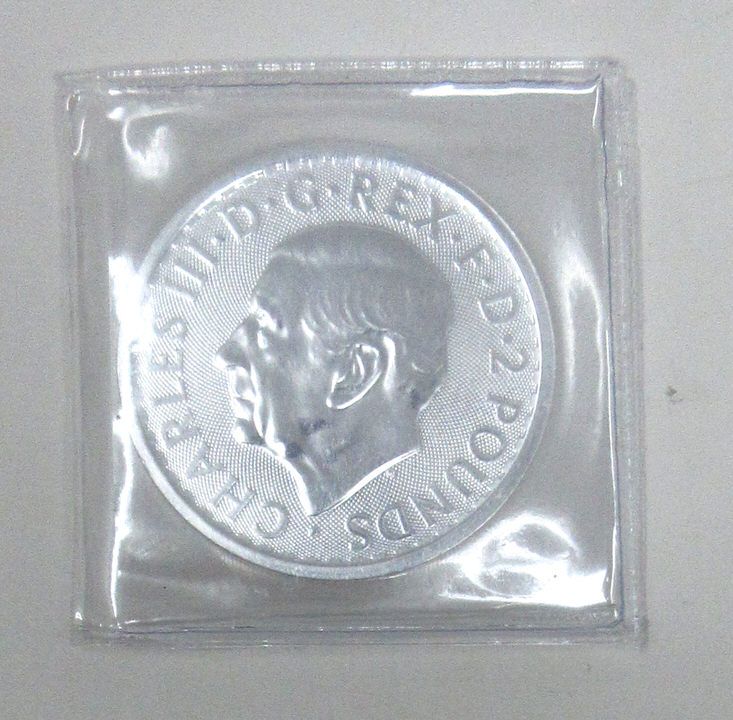 · CHARLES III · D · G · REX · F · D · 2 POUNDS